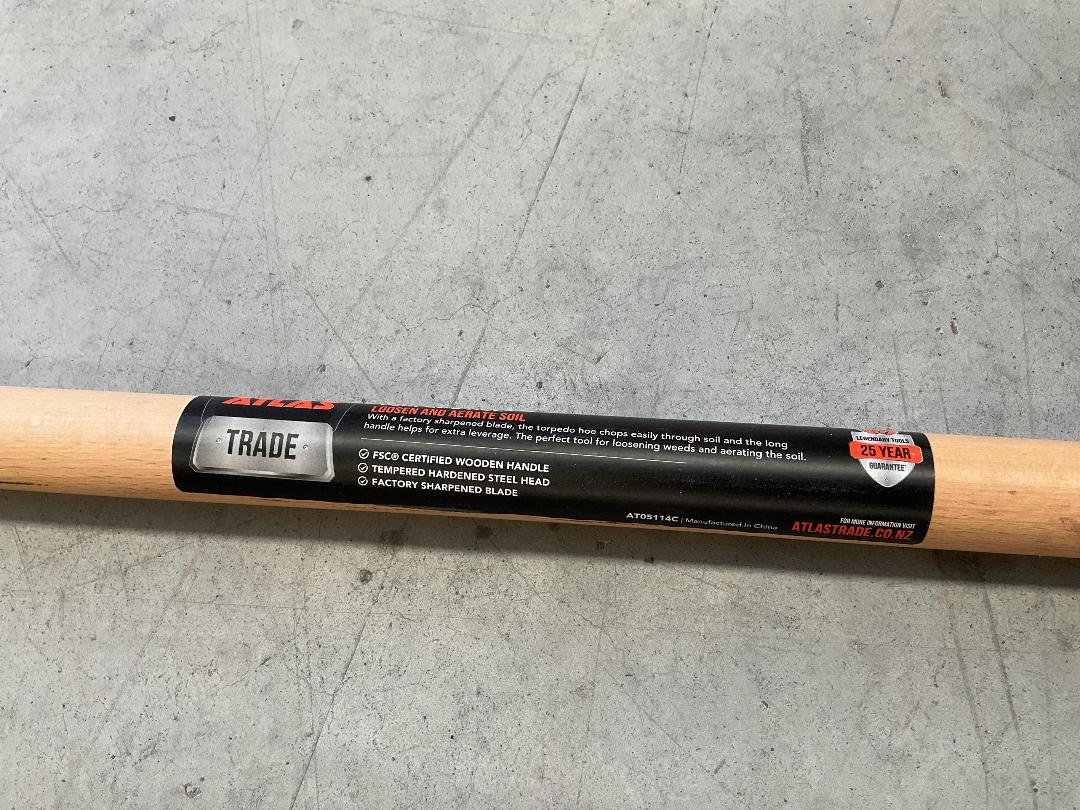 ATLAS
TRADE
LOOSEN AND AERATE SOIL
With a factory sharpened blade, the torpedo hoe chops easily through soil and the long
handle helps for extra leverage. The perfect tool for loosening weeds and aerating the soil.
FSC® CERTIFIED WOODEN HANDLE
TEMPERED HARDENED STEEL HEAD
FACTORY SHARPENED BLADE
AT05114C | Manufactured in China
LEGENDARY TOOLS
25 YEAR
GUARANTEE*
FOR MORE INFORMATION VISIT
ATLASTRADE.CO.NZ